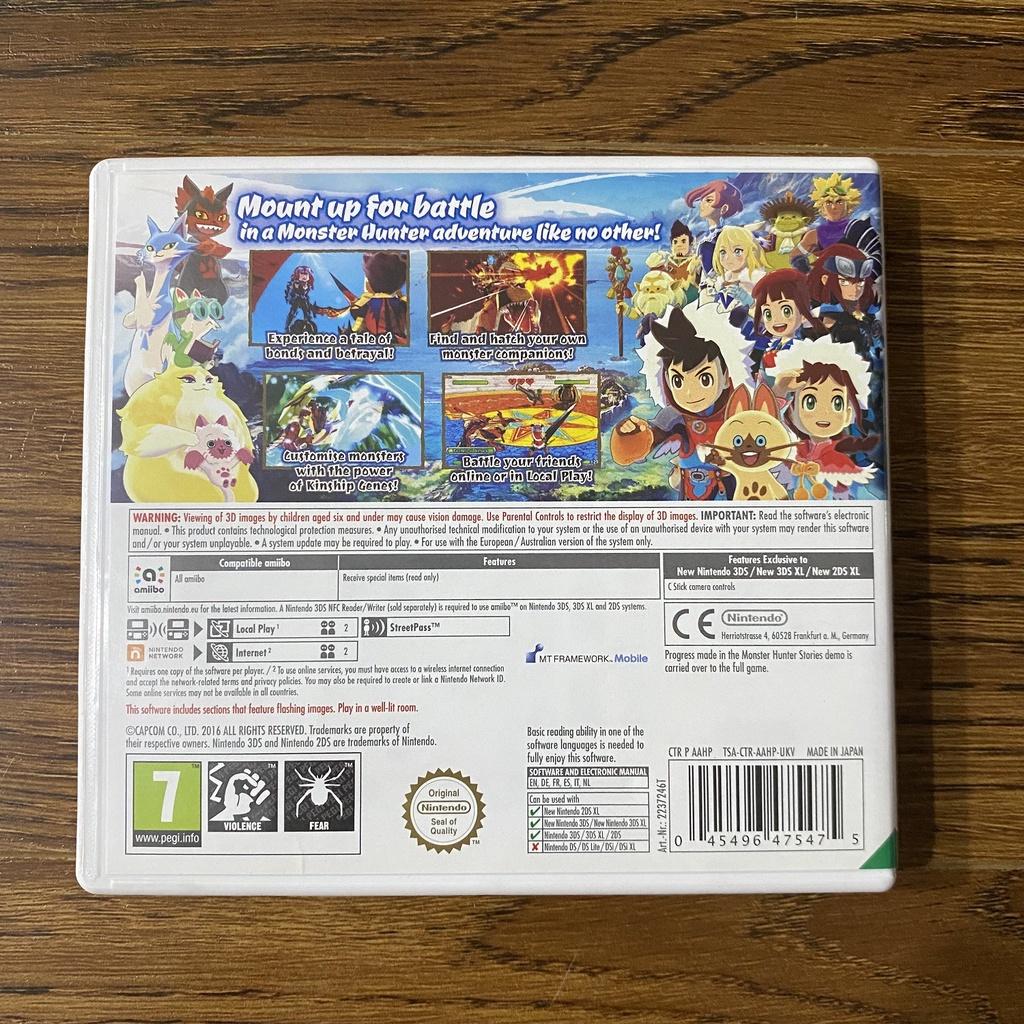 Mount up for battle
in a Monster Hunter adventure like no other!
Experience a tale of
bonds and betrayal!
Find and hatch your own
monster companions!
Customise monsters
with the power
of Kinship Genes!
Battle your friends
online or in Local Play!
WARNING: Viewing of 3D images by children aged six and under may cause vision damage. Use Parental Controls to restrict the display of 3D images. IMPORTANT: Read the software's electronic
manual. • This product contains technological protection measures. • Any unauthorised technical modification to your system or the use of an unauthorised device with your system may render this software
and/or your system unplayable. • A system update may be required to play. • For use with the European/Australian version of the system only.
amiibo
Compatible amiibo
Features
All amiibo
Receive special items (read only)
Features Exclusive to
New Nintendo 3DS / New 3DS XL / New 2DS XL
C Stick camera controls
Visit amiibo.nintendo.eu for the latest information. A Nintendo 3DS NFC Reader/Writer (sold separately) is required to use amiibo™ on Nintendo 3DS, 3DS XL and 2DS systems.
Local Play¹ 2
StreetPass™
NINTENDO NETWORK
Internet² 2
CE
Nintendo
Herriotstrasse 4, 60528 Frankfurt a. M., Germany
MT FRAMEWORK™ Mobile
Progress made in the Monster Hunter Stories demo is
carried over to the full game.
¹ Requires one copy of the software per player. / ² To use online services, you must have access to a wireless internet connection
and accept the network-related terms and privacy policies. You may also be required to create or link a Nintendo Network ID.
Some online services may not be available in all countries.
This software includes sections that feature flashing images. Play in a well-lit room.
©CAPCOM CO., LTD. 2016 ALL RIGHTS RESERVED. Trademarks are property of
their respective owners. Nintendo 3DS and Nintendo 2DS are trademarks of Nintendo.
7
www.pegi.info
VIOLENCE
FEAR
Original
Nintendo
Seal of
Quality
Basic reading ability in one of the
software languages is needed to
fully enjoy this software.
SOFTWARE AND ELECTRONIC MANUAL
EN, DE, FR, ES, IT, NL
Can be used with
New Nintendo 2DS XL
New Nintendo 3DS / New Nintendo 3DS XL
Nintendo 3DS / 3DS XL / 2DS
Nintendo DS / DS Lite / DSi / DSi XL
Art.-Nr.: 2237246T
CTR P AAHP TSA-CTR-AAHP-UKV MADE IN JAPAN
0 45496 47547 5